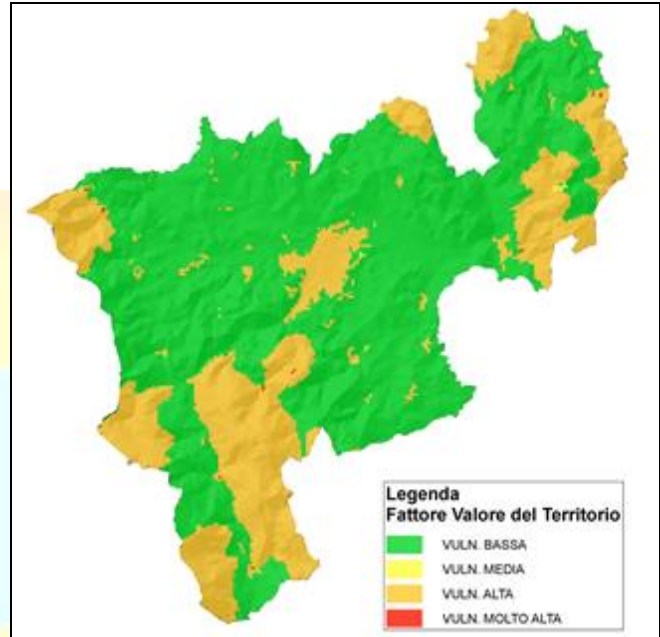 Legenda
Fattore Valore del Territorio
VULN. BASSA
VULN. MEDIA
VULN. ALTA
VULN. MOLTO ALTA